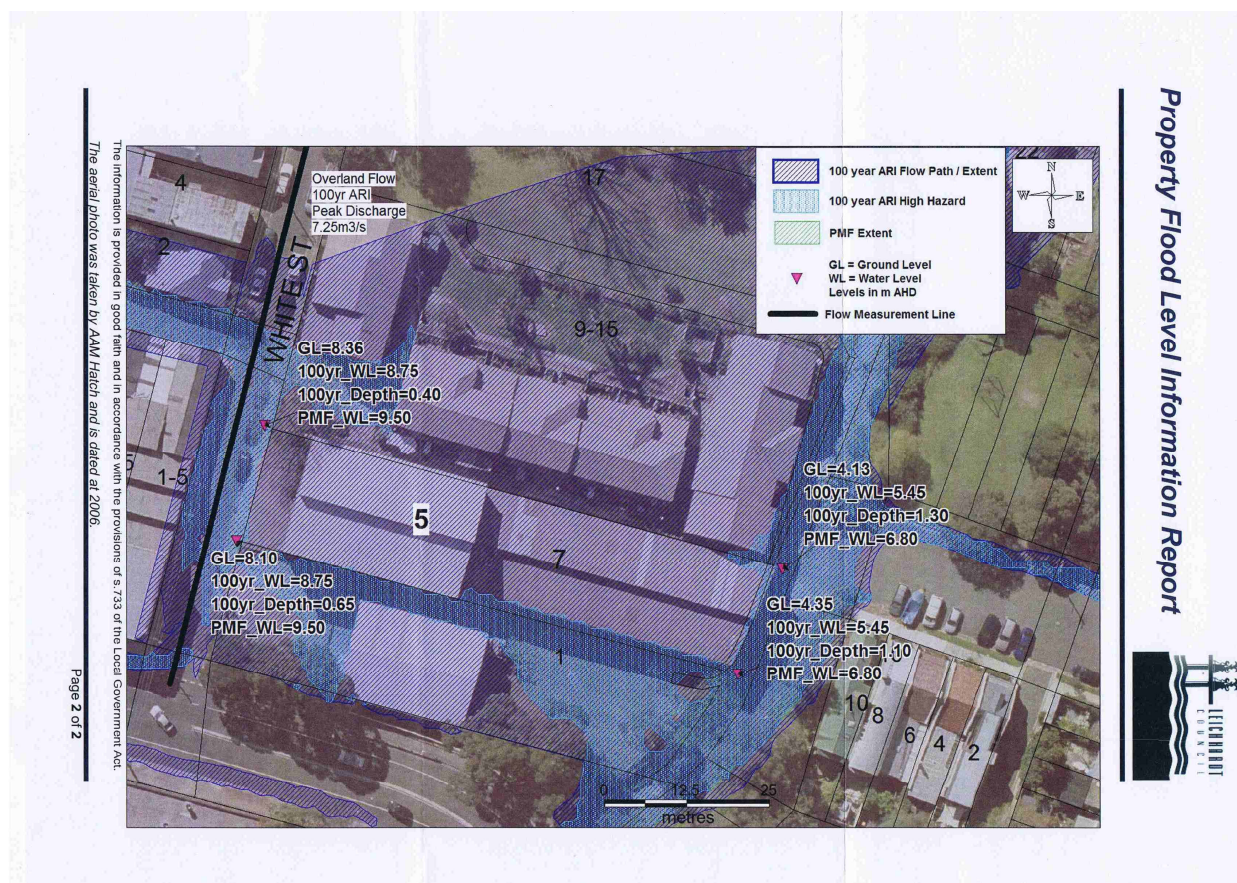 Property Flood Level Information Report
LEICHHARDT
COUNCIL
100 year ARI Flow Path / Extent
100 year ARI High Hazard
PMF Extent
GL = Ground Level
WL = Water Level
Levels in m AHD
Flow Measurement Line
N
W
E
S
22
17
4
2
Overland Flow
100yr ARI
Peak Discharge
7.25m3/s
WHITE ST
9-15
GL=8.36
100yr_WL=8.75
100yr_Depth=0.40
PMF_WL=9.50
5
1-5
5
7
GL=4.13
100yr_WL=5.45
100yr_Depth=1.30
PMF_WL=6.80
GL=8.10
100yr_WL=8.75
100yr_Depth=0.65
PMF_WL=9.50
GL=4.35
100yr_WL=5.45
100yr_Depth=1.10
PMF_WL=6.80
1
10
8
6
4
2
0 12.5 25
metres
The information is provided in good faith and in accordance with the provisions of s.733 of the Local Government Act.
The aerial photo was taken by AAM Hatch and is dated at 2006.
Page 2 of 2